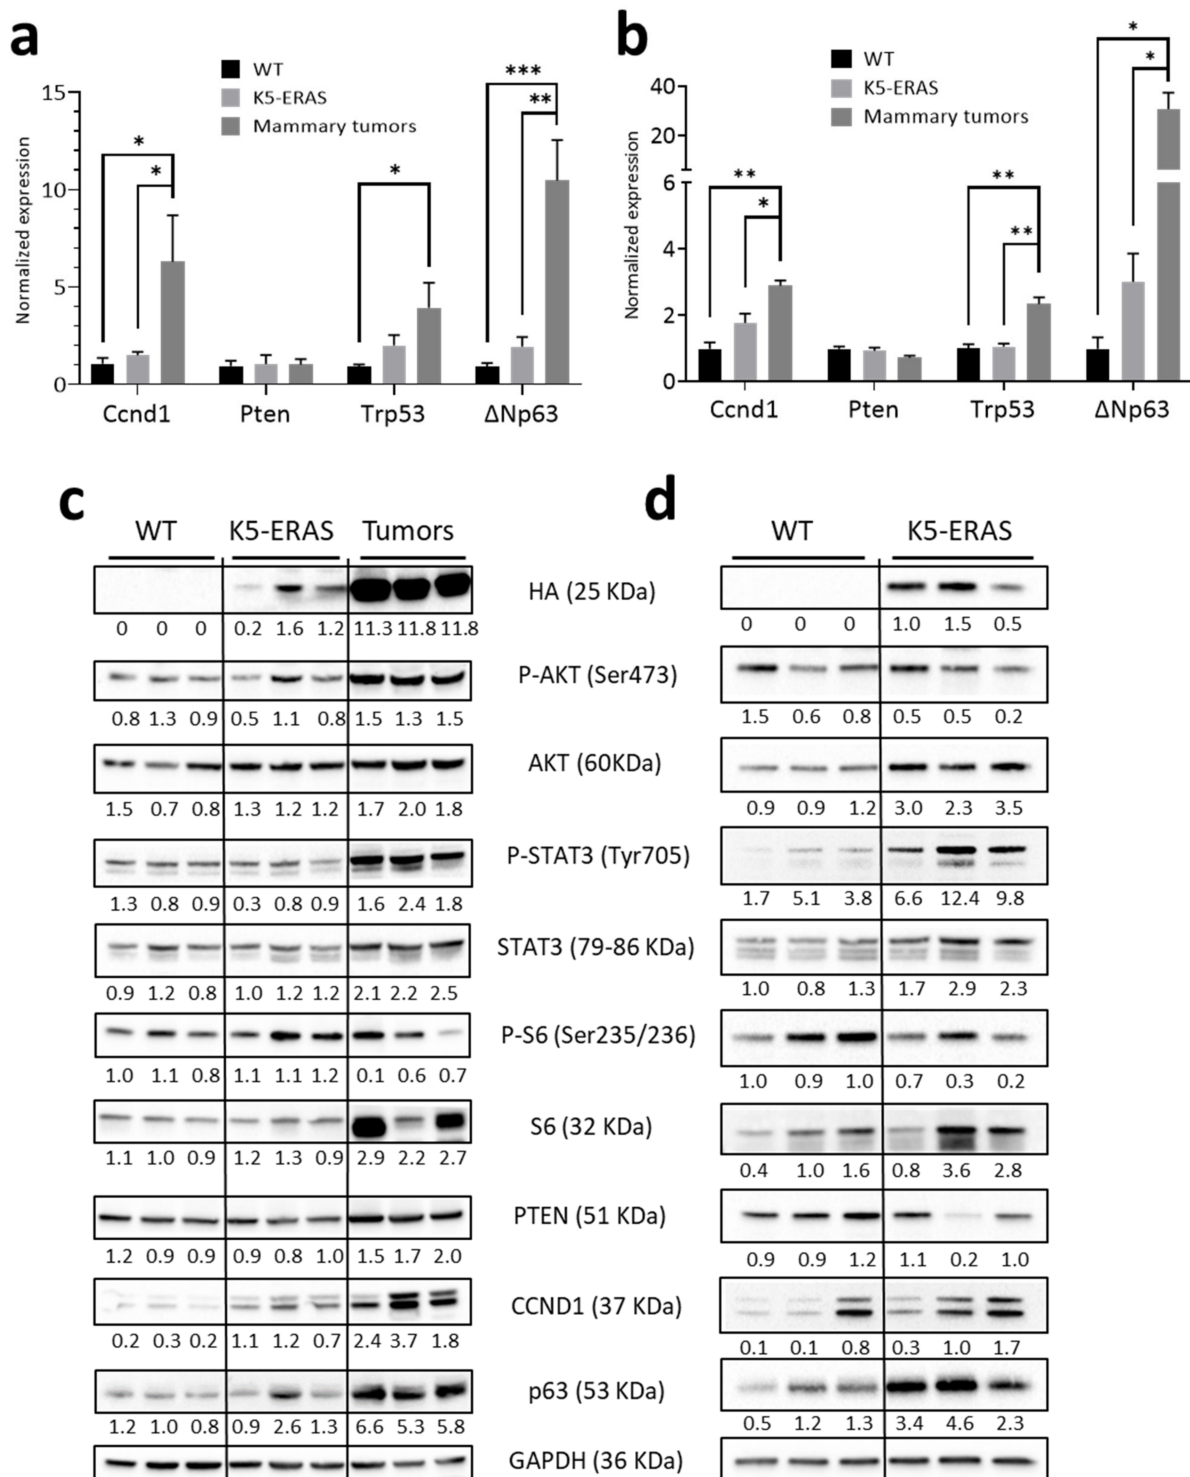 a
WT
K5-ERAS
Mammary tumors
Normalized expression
15
10
5
0
*
*
*
***
**
Ccnd1 Pten Trp53 ΔNp63
b
WT
K5-ERAS
Mammary tumors
Normalized expression
40
20
6
4
2
0
**
*
**
**
*
*
Ccnd1 Pten Trp53 ΔNp63
c
WT K5-ERAS Tumors
d
WT K5-ERAS
HA (25 KDa)
0 0 0 0.2 1.6 1.2 11.3 11.8 11.8
0 0 0 1.0 1.5 0.5
P-AKT (Ser473)
0.8 1.3 0.9 0.5 1.1 0.8 1.5 1.3 1.5
1.5 0.6 0.8 0.5 0.5 0.2
AKT (60KDa)
1.5 0.7 0.8 1.3 1.2 1.2 1.7 2.0 1.8
0.9 0.9 1.2 3.0 2.3 3.5
P-STAT3 (Tyr705)
1.3 0.8 0.9 0.3 0.8 0.9 1.6 2.4 1.8
1.7 5.1 3.8 6.6 12.4 9.8
STAT3 (79-86 KDa)
0.9 1.2 0.8 1.0 1.2 1.2 2.1 2.2 2.5
1.0 0.8 1.3 1.7 2.9 2.3
P-S6 (Ser235/236)
1.0 1.1 0.8 1.1 1.1 1.2 0.1 0.6 0.7
1.0 0.9 1.0 0.7 0.3 0.2
S6 (32 KDa)
1.1 1.0 0.9 1.2 1.3 0.9 2.9 2.2 2.7
0.4 1.0 1.6 0.8 3.6 2.8
PTEN (51 KDa)
1.2 0.9 0.9 0.9 0.8 1.0 1.5 1.7 2.0
0.9 0.9 1.2 1.1 0.2 1.0
CCND1 (37 KDa)
0.2 0.3 0.2 1.1 1.2 0.7 2.4 3.7 1.8
0.1 0.1 0.8 0.3 1.0 1.7
p63 (53 KDa)
1.2 1.0 0.8 0.9 2.6 1.3 6.6 5.3 5.8
0.5 1.2 1.3 3.4 4.6 2.3
GAPDH (36 KDa)